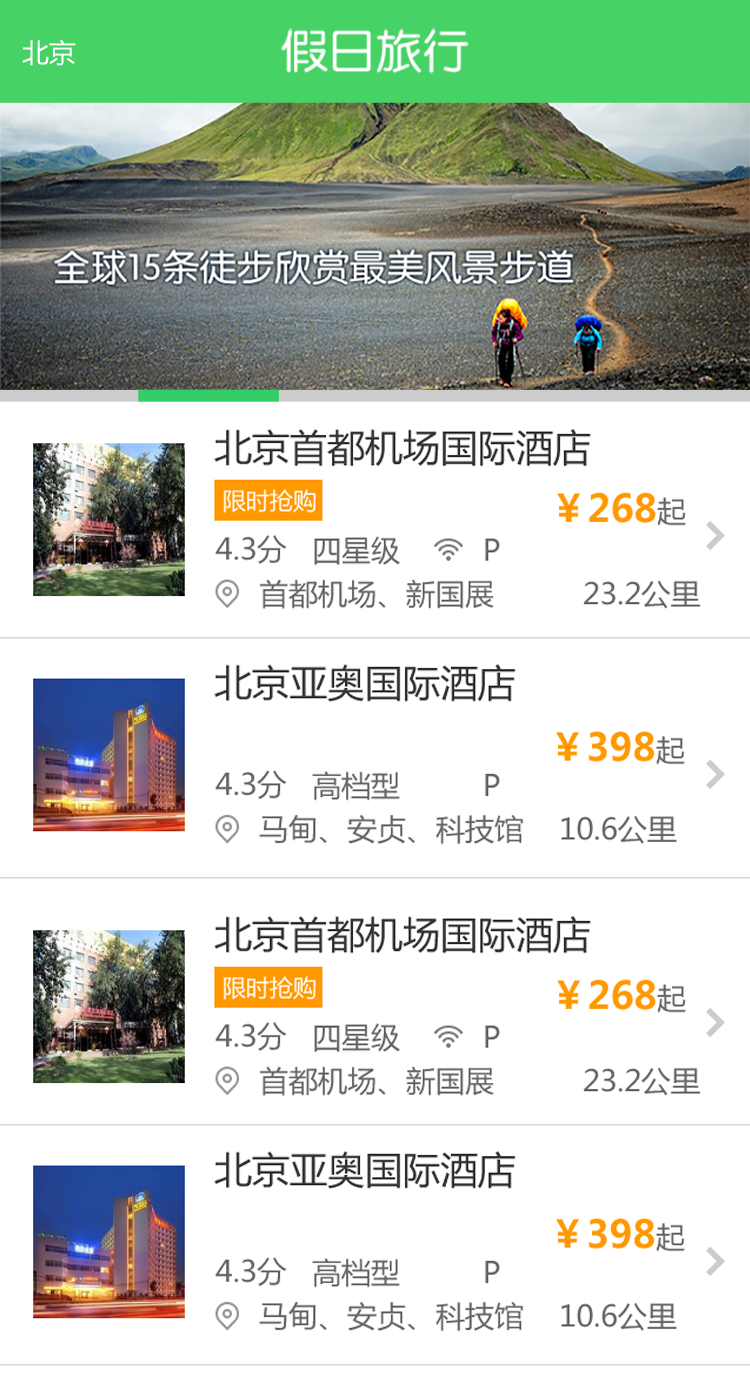 北京
假日旅行
全球15条徒步欣赏最美风景步道
北京首都机场国际酒店
限时抢购
¥268起
4.3分 四星级 P
首都机场、新国展 23.2公里
北京亚奥国际酒店
¥398起
4.3分 高档型 P
马甸、安贞、科技馆 10.6公里
北京首都机场国际酒店
限时抢购
¥268起
4.3分 四星级 P
首都机场、新国展 23.2公里
北京亚奥国际酒店
¥398起
4.3分 高档型 P
马甸、安贞、科技馆 10.6公里